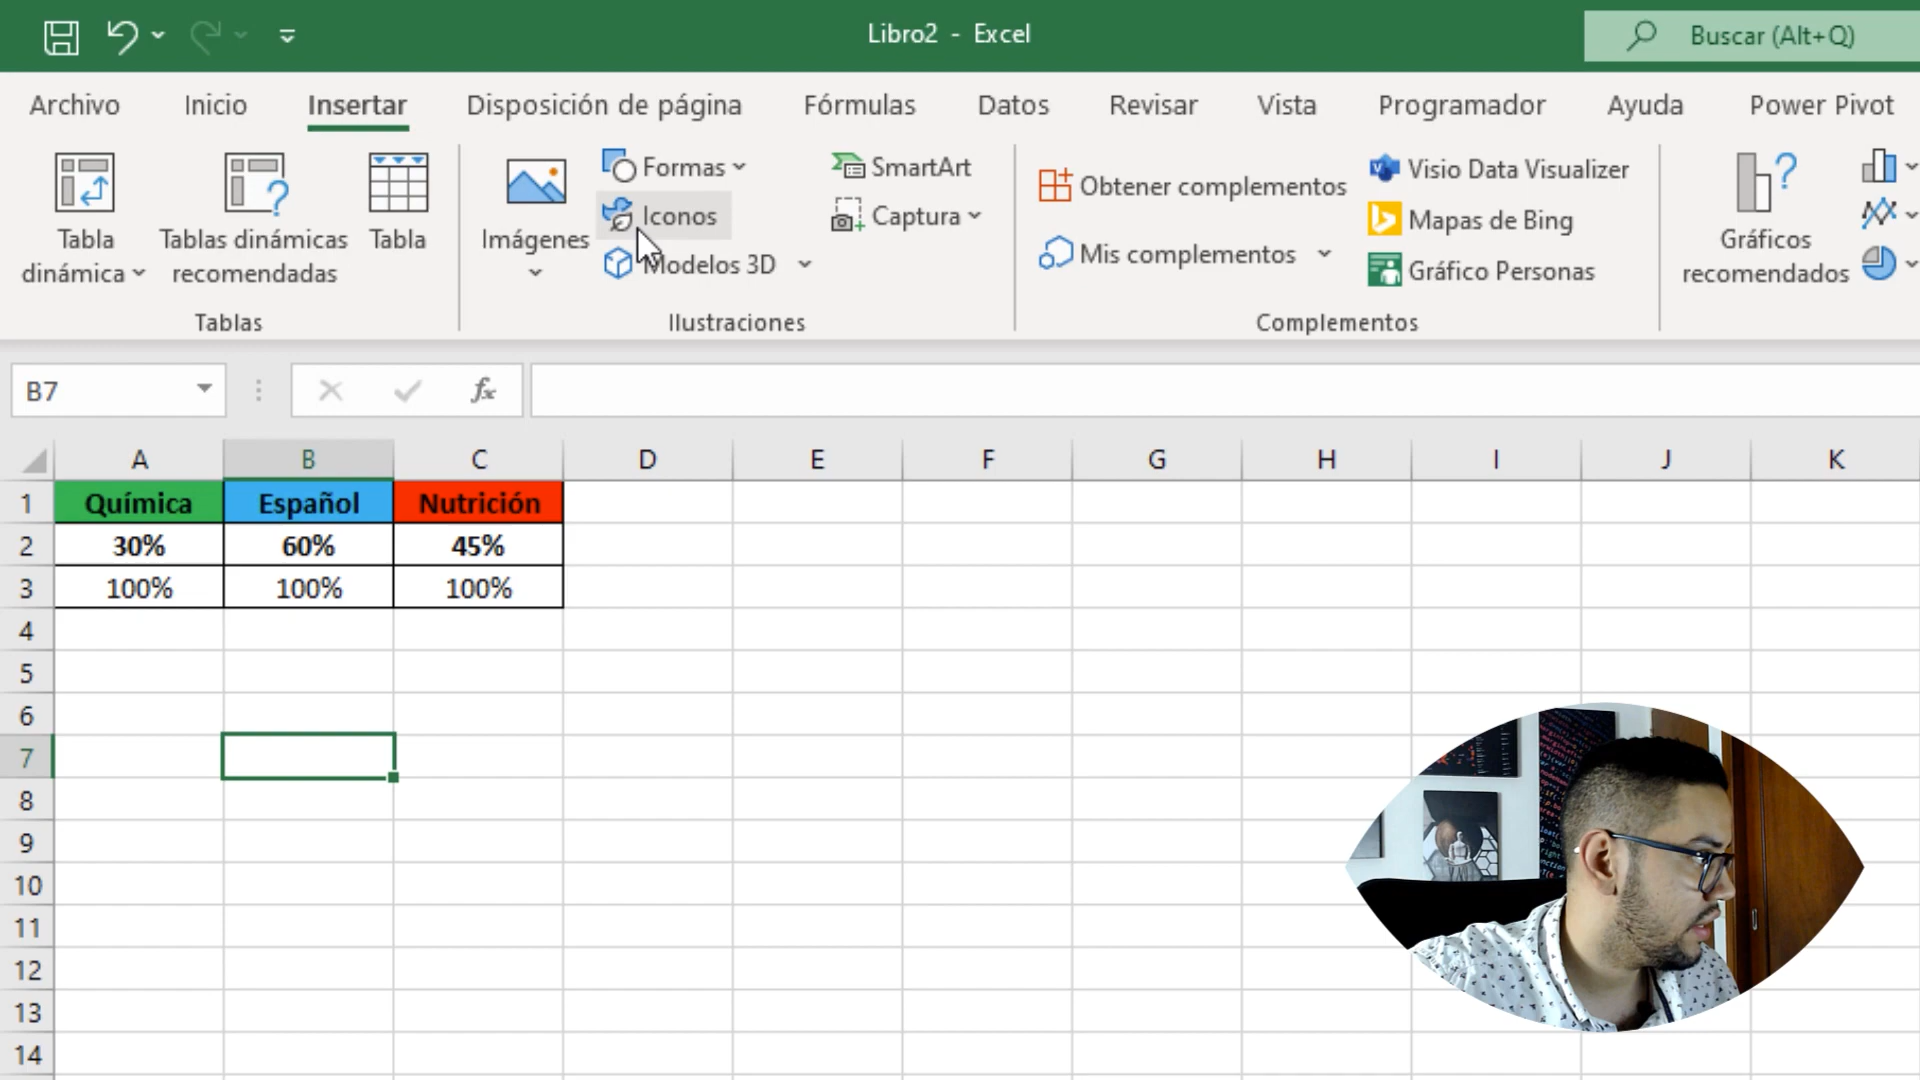 Libro2 - Excel
Buscar (Alt+Q)
Archivo Inicio Insertar Disposición de página Fórmulas Datos Revisar Vista Programador Ayuda Power Pivot
Tabla dinámica
Tablas dinámicas recomendadas
Tabla
Tablas
Imágenes
Formas
Iconos
Modelos 3D
SmartArt
Captura
Ilustraciones
Obtener complementos
Mis complementos
Visio Data Visualizer
Mapas de Bing
Gráfico Personas
Complementos
Gráficos recomendados
B7 fx
A B C D E F G H I J K
1 Química Español Nutrición
2 30% 60% 45%
3 100% 100% 100%
4
5
6
7
8
9
10
11
12
13
14